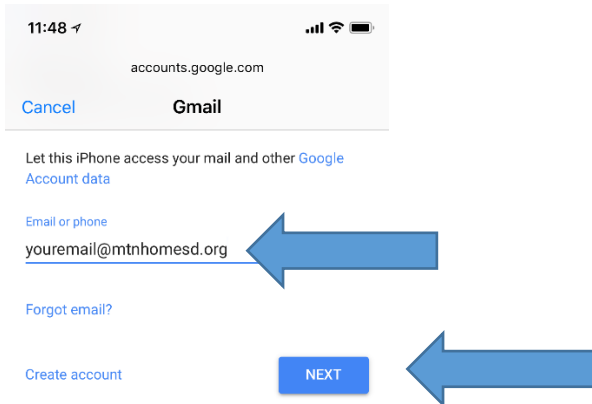 11:48
accounts.google.com
Cancel Gmail
Let this iPhone access your mail and other Google
Account data
Email or phone
youremail@mtnhomesd.org
Forgot email?
Create account NEXT